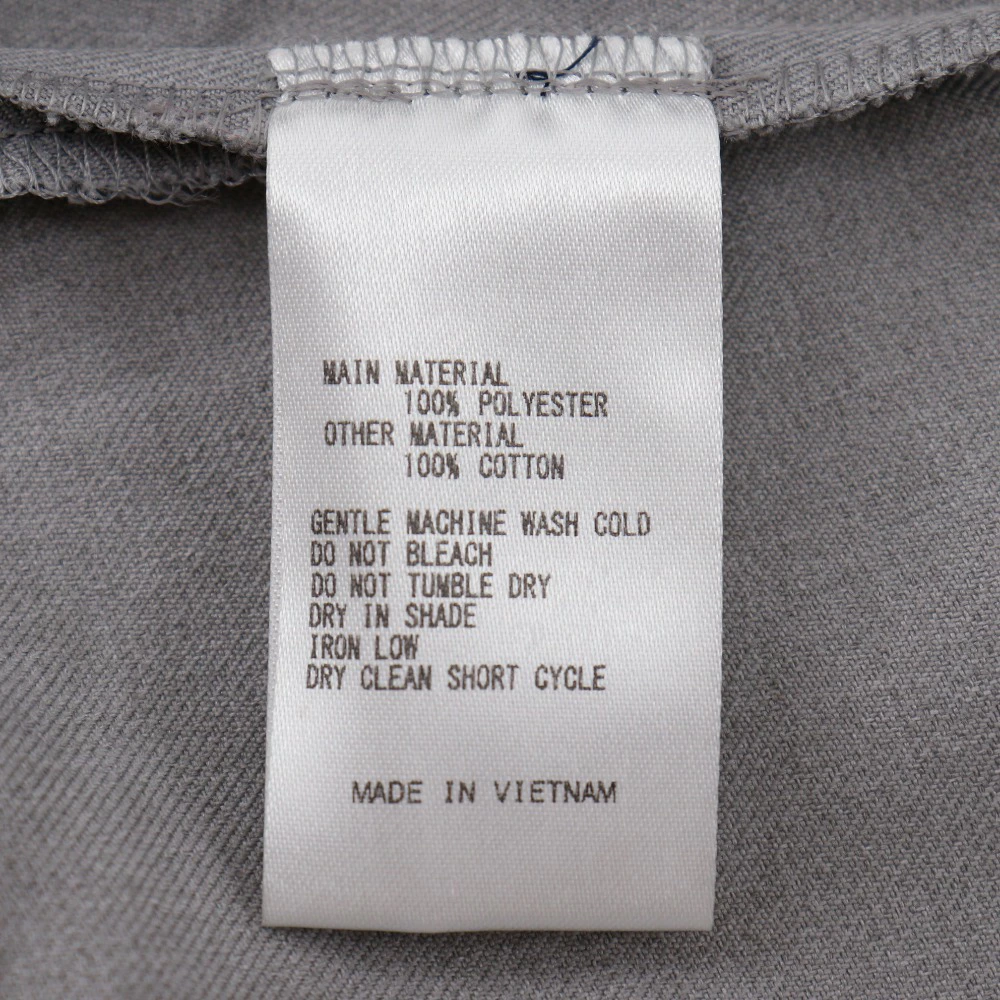 MAIN MATERIAL
100% POLYESTER
OTHER MATERIAL
100% COTTON
GENTLE MACHINE WASH COLD
DO NOT BLEACH
DO NOT TUMBLE DRY
DRY IN SHADE
IRON LOW
DRY CLEAN SHORT CYCLE
MADE IN VIETNAM